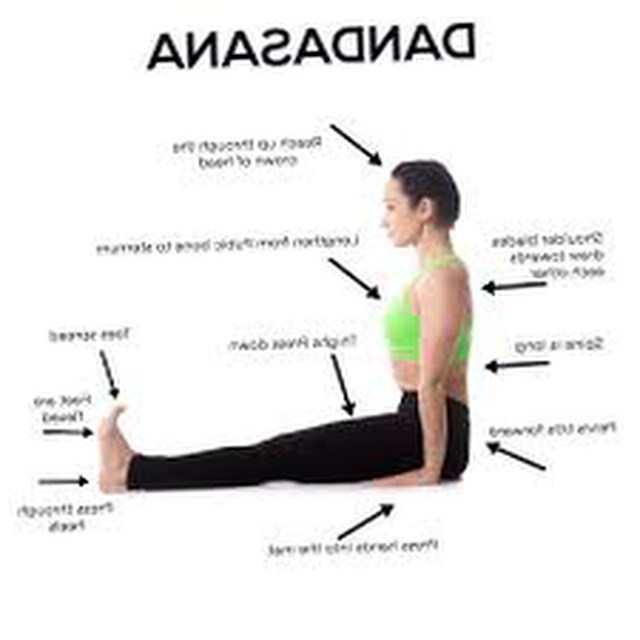 DANDASANA
Reach up through the
crown of head
Lengthen from Pubic bone to sternum
Shoulder blades
draw towards
each other
Toes spread
Thighs Press down
Spine is long
Feet are
flexed
Pelvis tilts forward
Press through
heels
Press hands into the mat